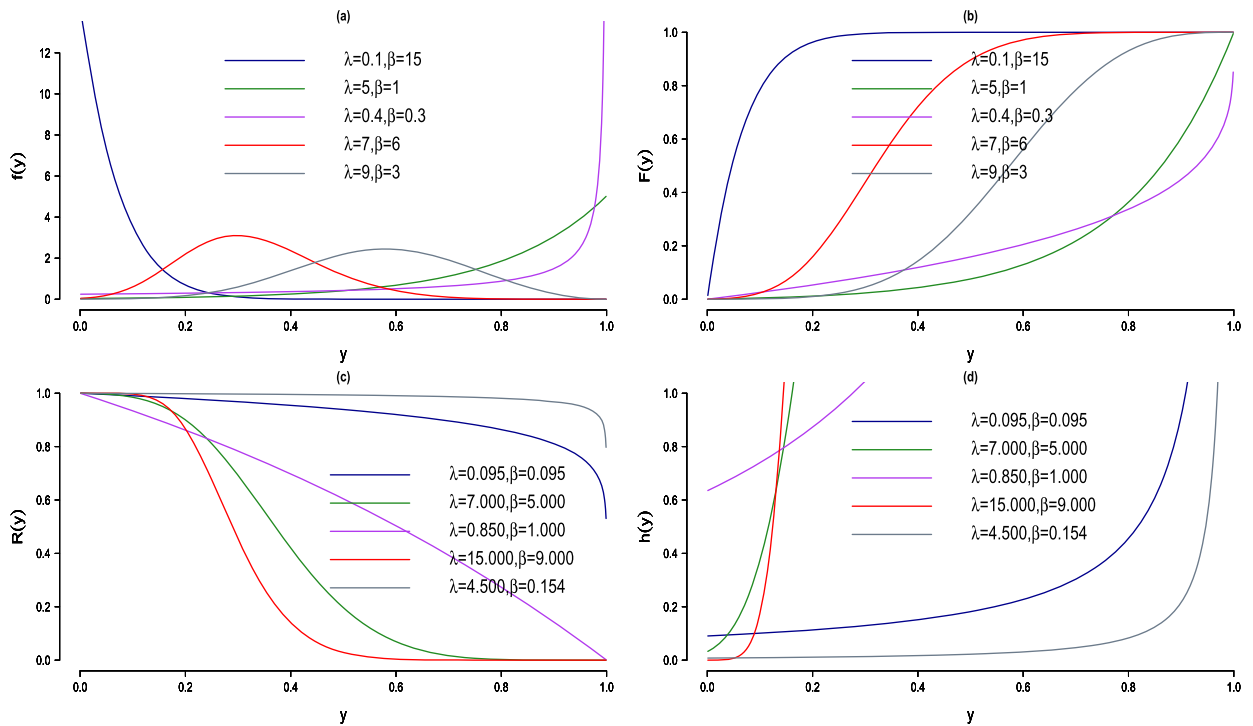 (a)
f(y)
12
10
8
6
4
2
0
λ=0.1,β=15
λ=5,β=1
λ=0.4,β=0.3
λ=7,β=6
λ=9,β=3
0.0 0.2 0.4 0.6 0.8 1.0
y
(b)
F(y)
1.0
0.8
0.6
0.4
0.2
0.0
λ=0.1,β=15
λ=5,β=1
λ=0.4,β=0.3
λ=7,β=6
λ=9,β=3
0.0 0.2 0.4 0.6 0.8 1.0
y
(c)
R(y)
1.0
0.8
0.6
0.4
0.2
0.0
λ=0.095,β=0.095
λ=7.000,β=5.000
λ=0.850,β=1.000
λ=15.000,β=9.000
λ=4.500,β=0.154
0.0 0.2 0.4 0.6 0.8 1.0
y
(d)
h(y)
1.0
0.8
0.6
0.4
0.2
0.0
λ=0.095,β=0.095
λ=7.000,β=5.000
λ=0.850,β=1.000
λ=15.000,β=9.000
λ=4.500,β=0.154
0.0 0.2 0.4 0.6 0.8 1.0
y